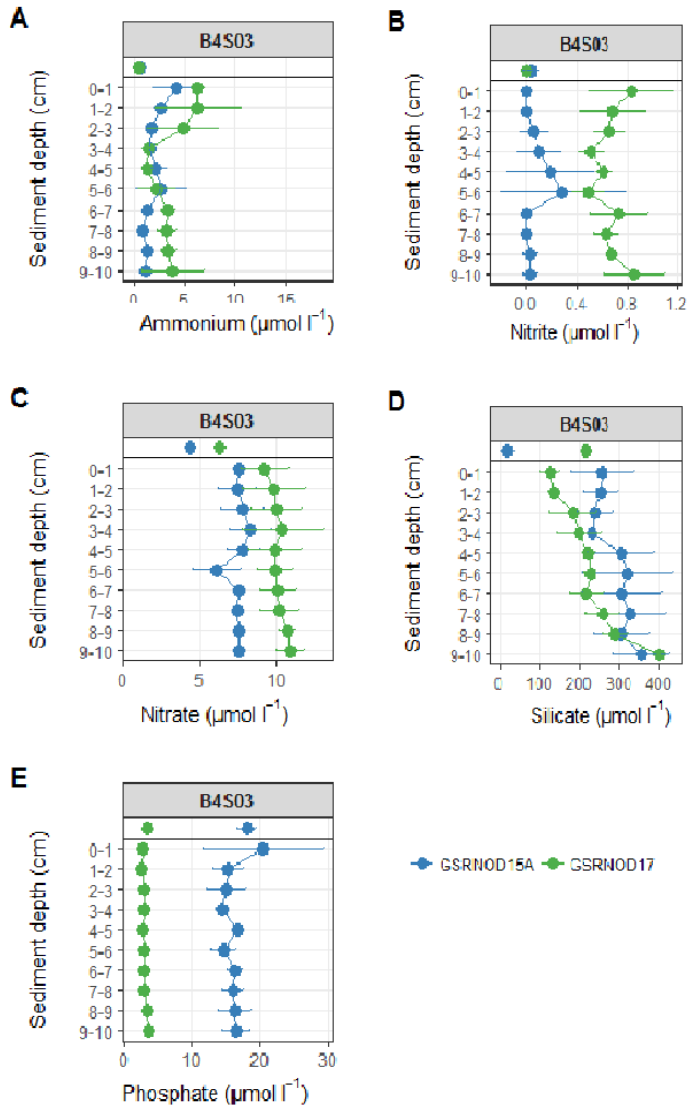 A
B4S03
Sediment depth (cm)
0-1
1-2
2-3
3-4
4-5
5-6
6-7
7-8
8-9
9-10
0 5 10 15
Ammonium (µmol l⁻¹)
B
B4S03
Sediment depth (cm)
0-1
1-2
2-3
3-4
4-5
5-6
6-7
7-8
8-9
9-10
0.0 0.4 0.8 1.2
Nitrite (µmol l⁻¹)
C
B4S03
Sediment depth (cm)
0-1
1-2
2-3
3-4
4-5
5-6
6-7
7-8
8-9
9-10
0 5 10
Nitrate (µmol l⁻¹)
D
B4S03
Sediment depth (cm)
0-1
1-2
2-3
3-4
4-5
5-6
6-7
7-8
8-9
9-10
0 100 200 300 400
Silicate (µmol l⁻¹)
E
B4S03
Sediment depth (cm)
0-1
1-2
2-3
3-4
4-5
5-6
6-7
7-8
8-9
9-10
0 10 20 30
Phosphate (µmol l⁻¹)
GSRNOD15A GSRNOD17